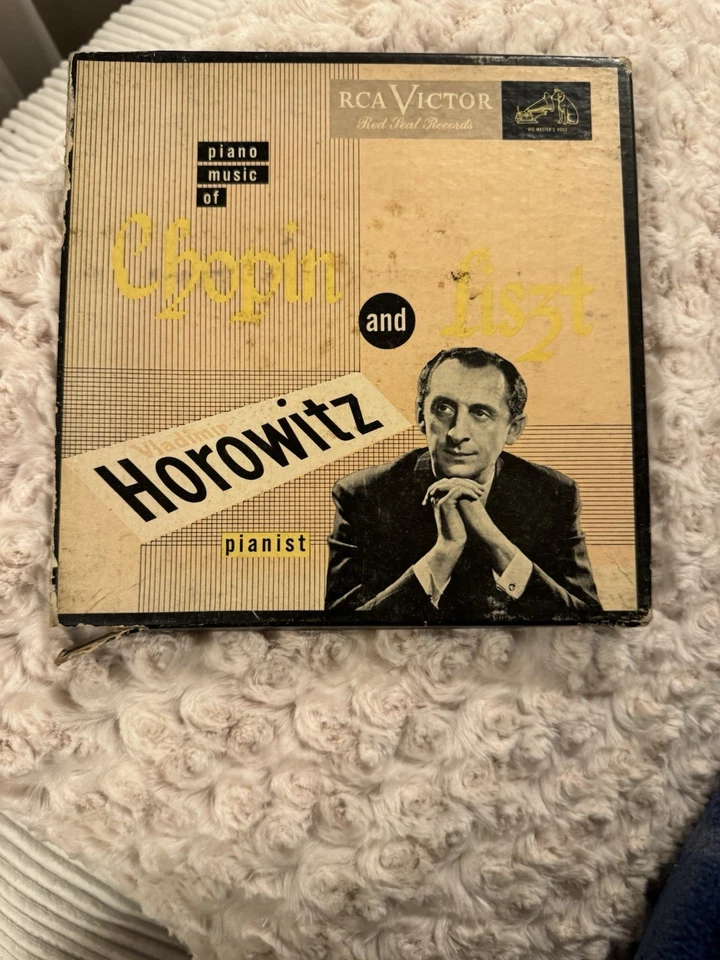 RCA VICTOR
Red Seal Records
HIS MASTER'S VOICE
piano
music
of
Chopin
and
Liszt
Vladimir
Horowitz
pianist